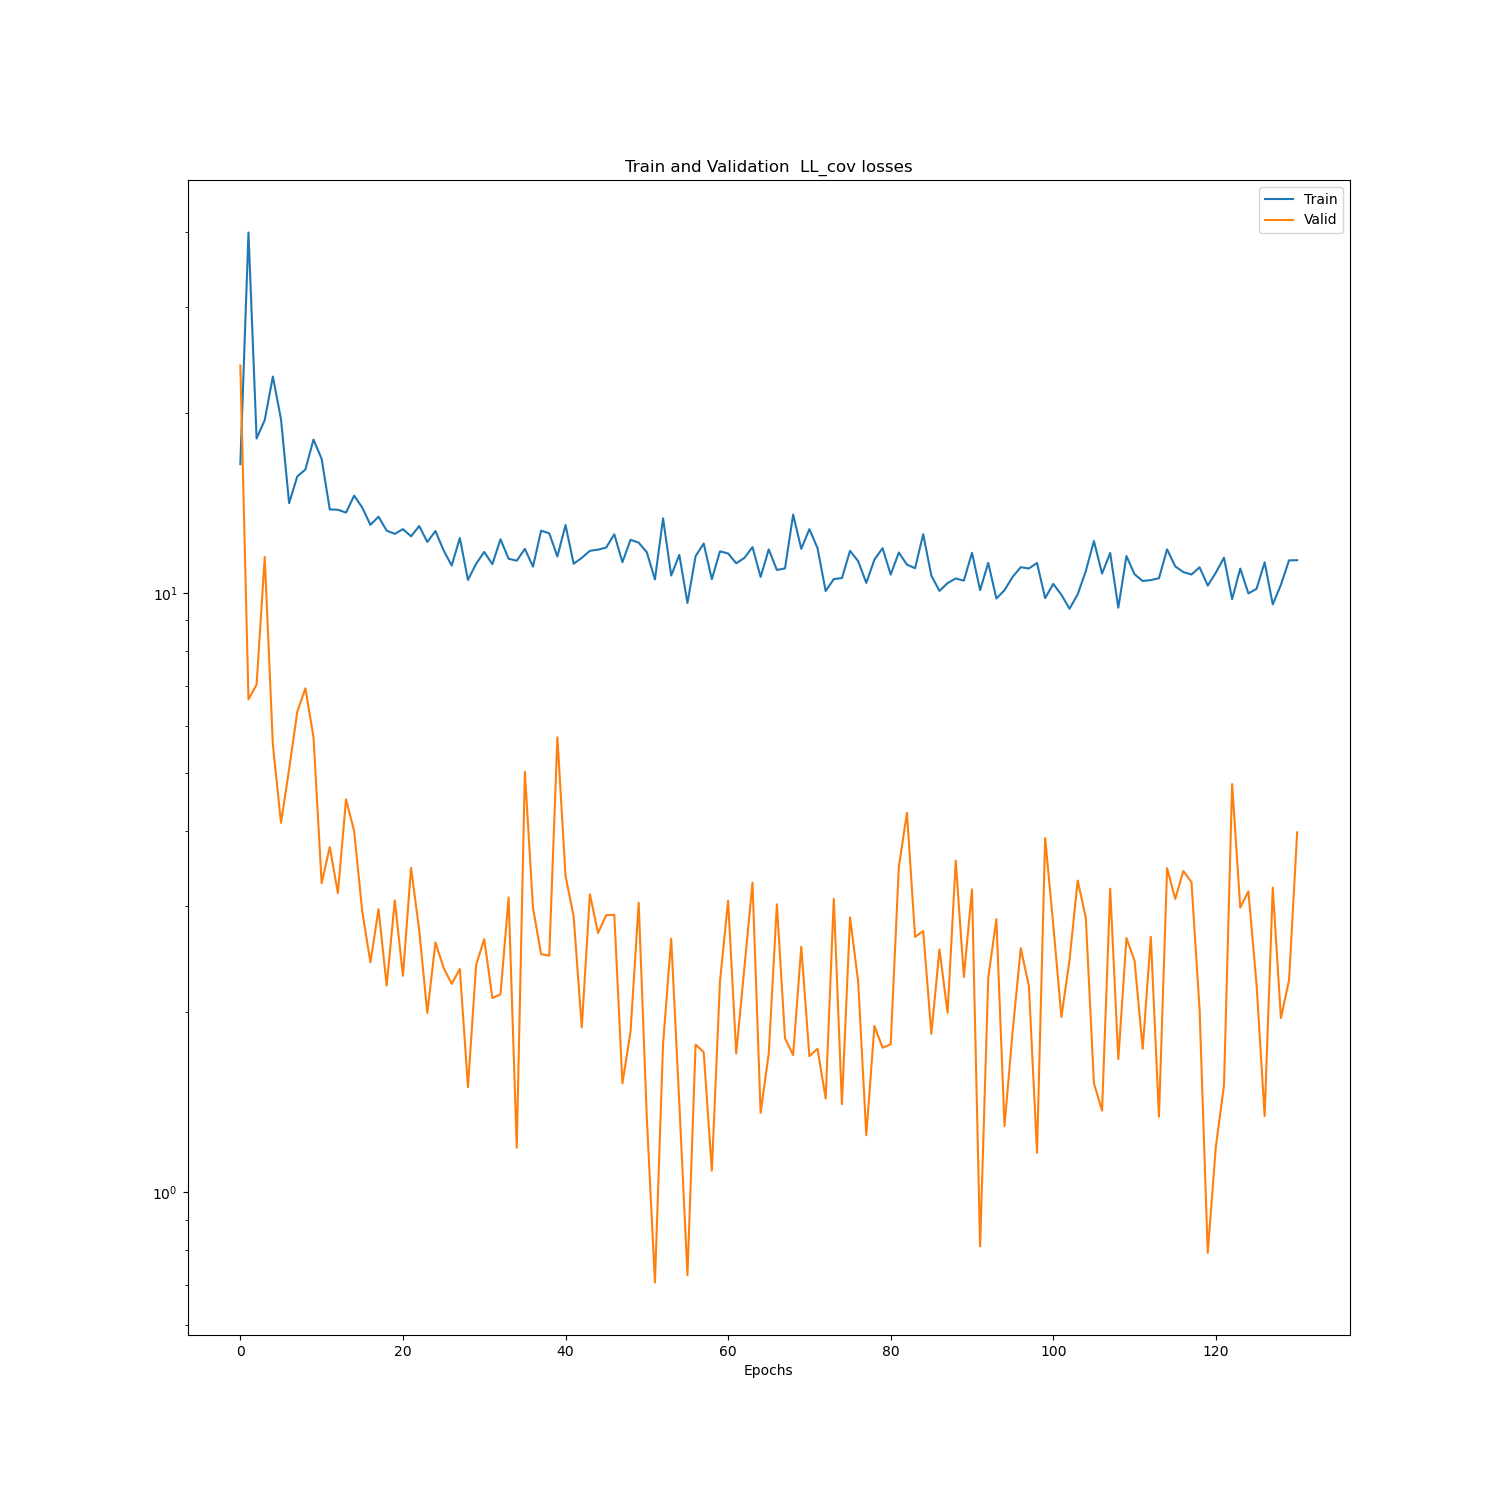 Train and Validation  LL_cov losses
Train
Valid
10¹
10⁰
0 20 40 60 80 100 120
Epochs